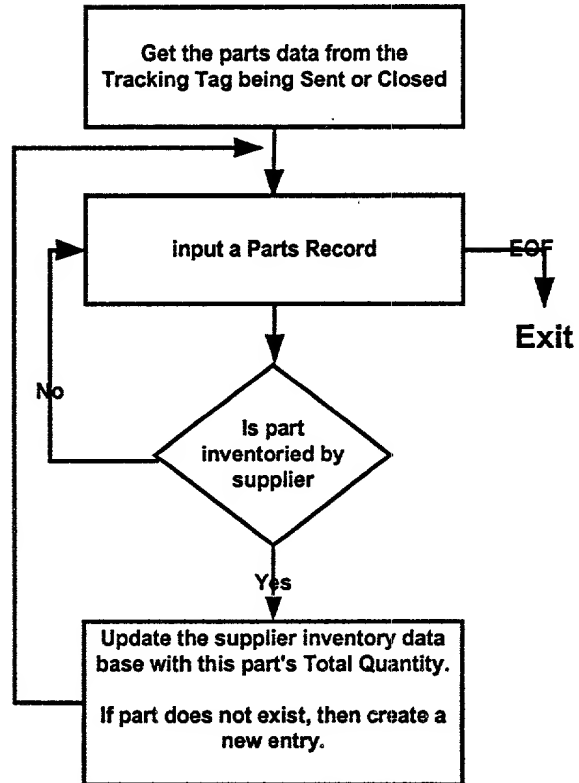 Get the parts data from the
Tracking Tag being Sent or Closed
input a Parts Record
EOF
Exit
No
Is part
inventoried by
supplier
Yes
Update the supplier inventory data
base with this part's Total Quantity.
If part does not exist, then create a
new entry.